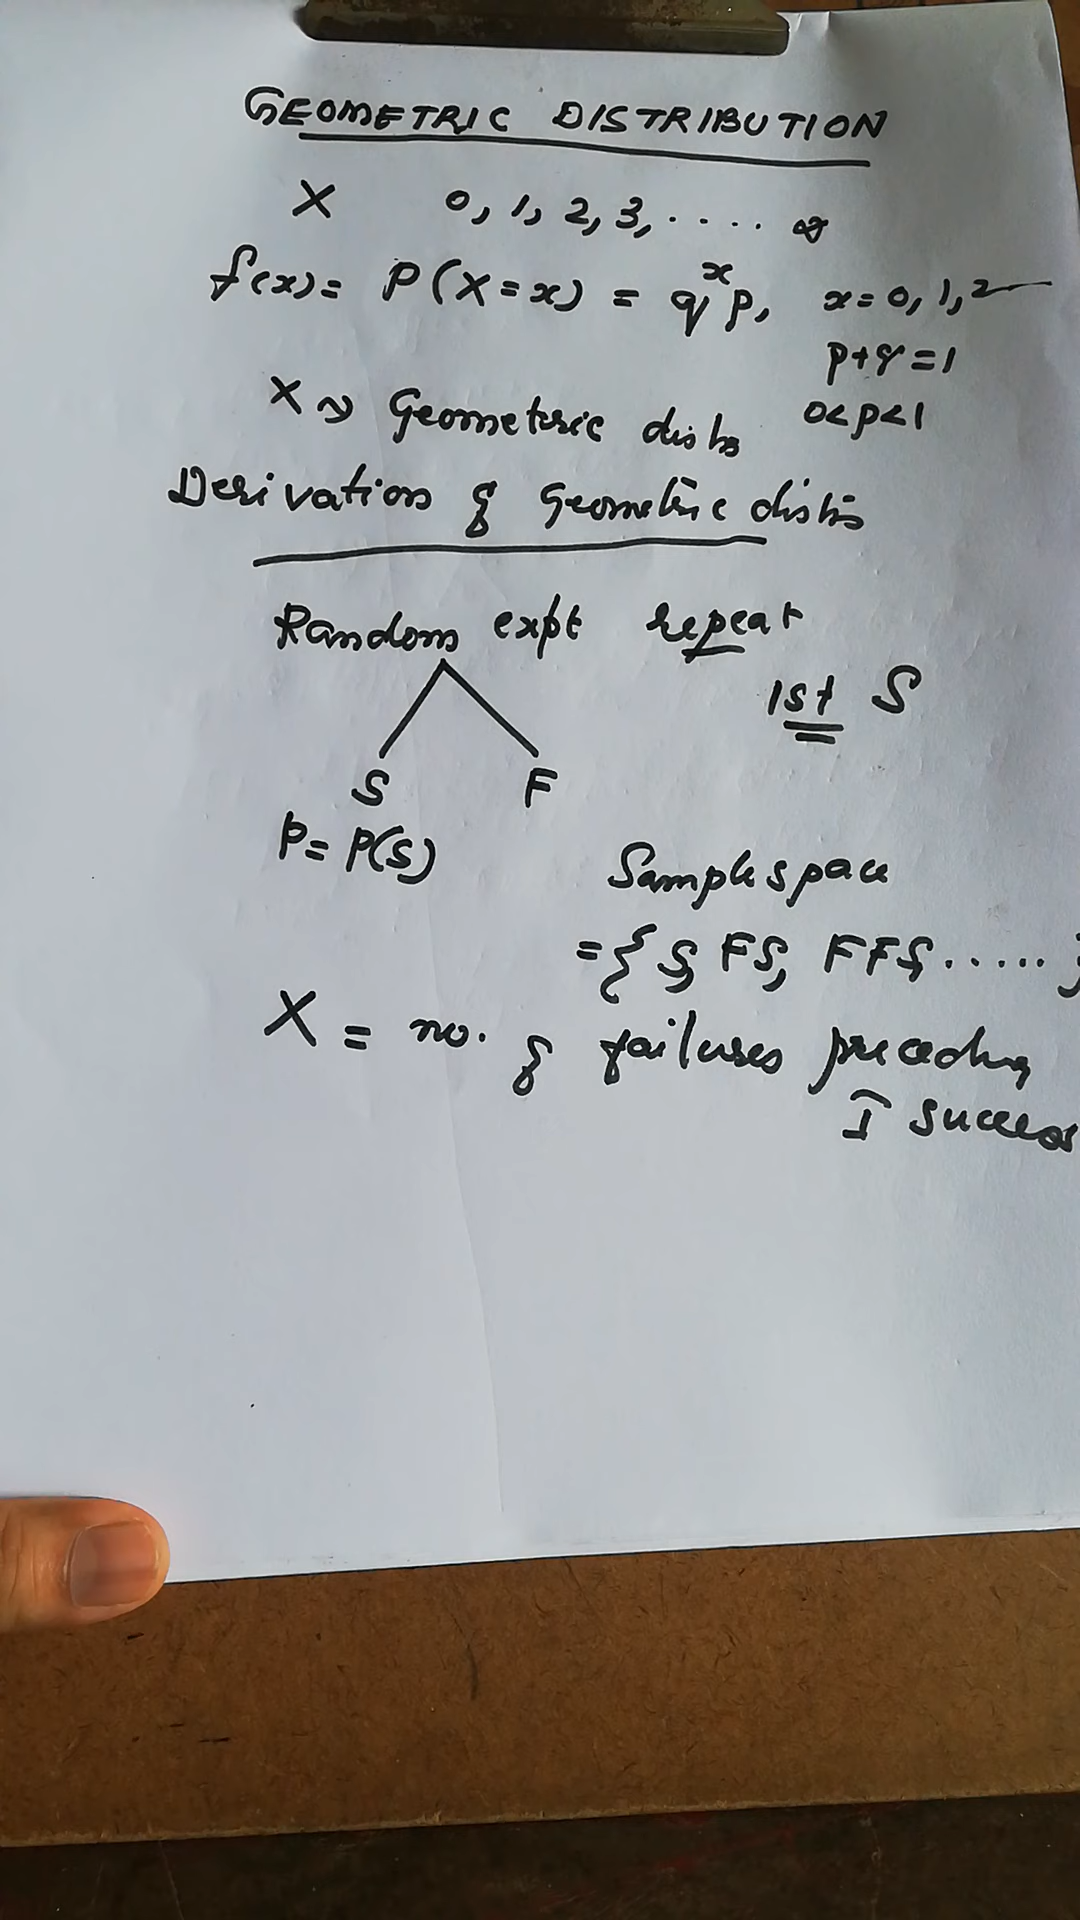 GEOMETRIC DISTRIBUTION
X 0, 1, 2, 3, ..... ∞
f(x) = P(X=x) = q^x p, x = 0, 1, 2—
p+q=1
0<p<1
X ~ Geometric distn
Derivation of Geometric distn
Random expt repeat
1st S
S F
p = P(S)
Sample space
= { S, FS, FFS, ..... }
X = no. of failures preceding
I success